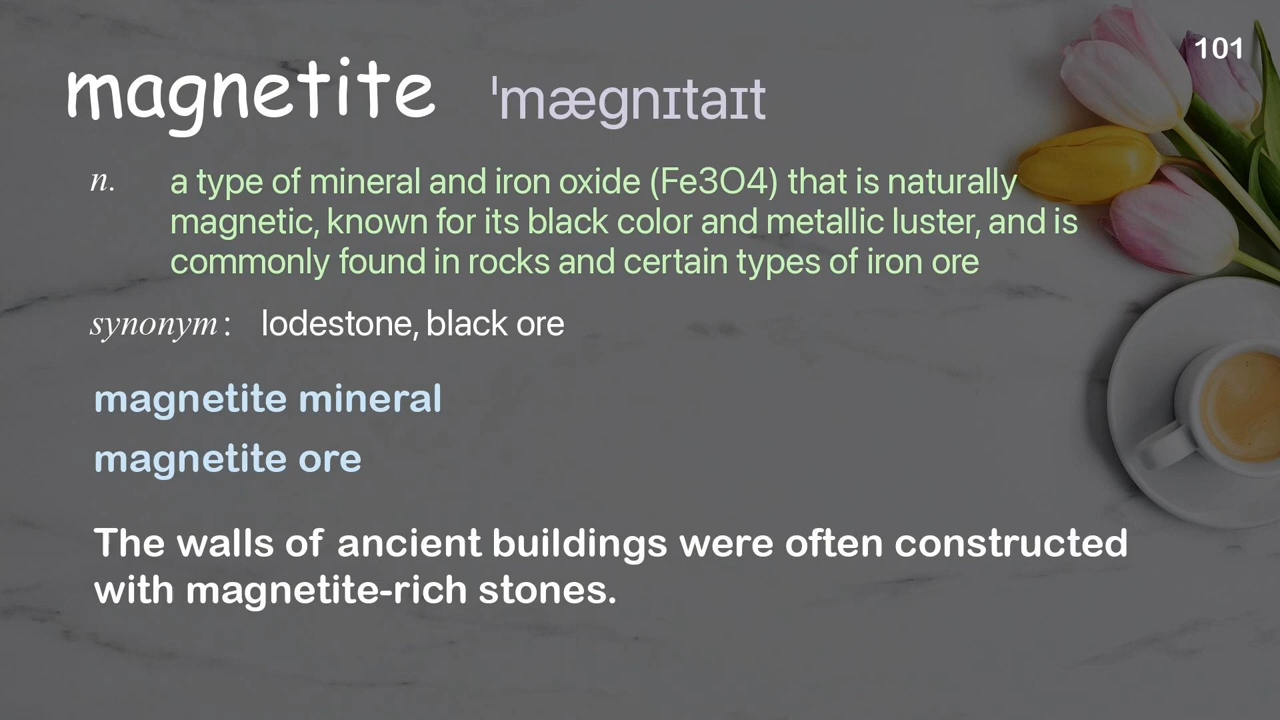 101
magnetite ˈmægnɪtaɪt
n. a type of mineral and iron oxide (Fe3O4) that is naturally
magnetic, known for its black color and metallic luster, and is
commonly found in rocks and certain types of iron ore
synonym: lodestone, black ore
magnetite mineral
magnetite ore
The walls of ancient buildings were often constructed
with magnetite-rich stones.